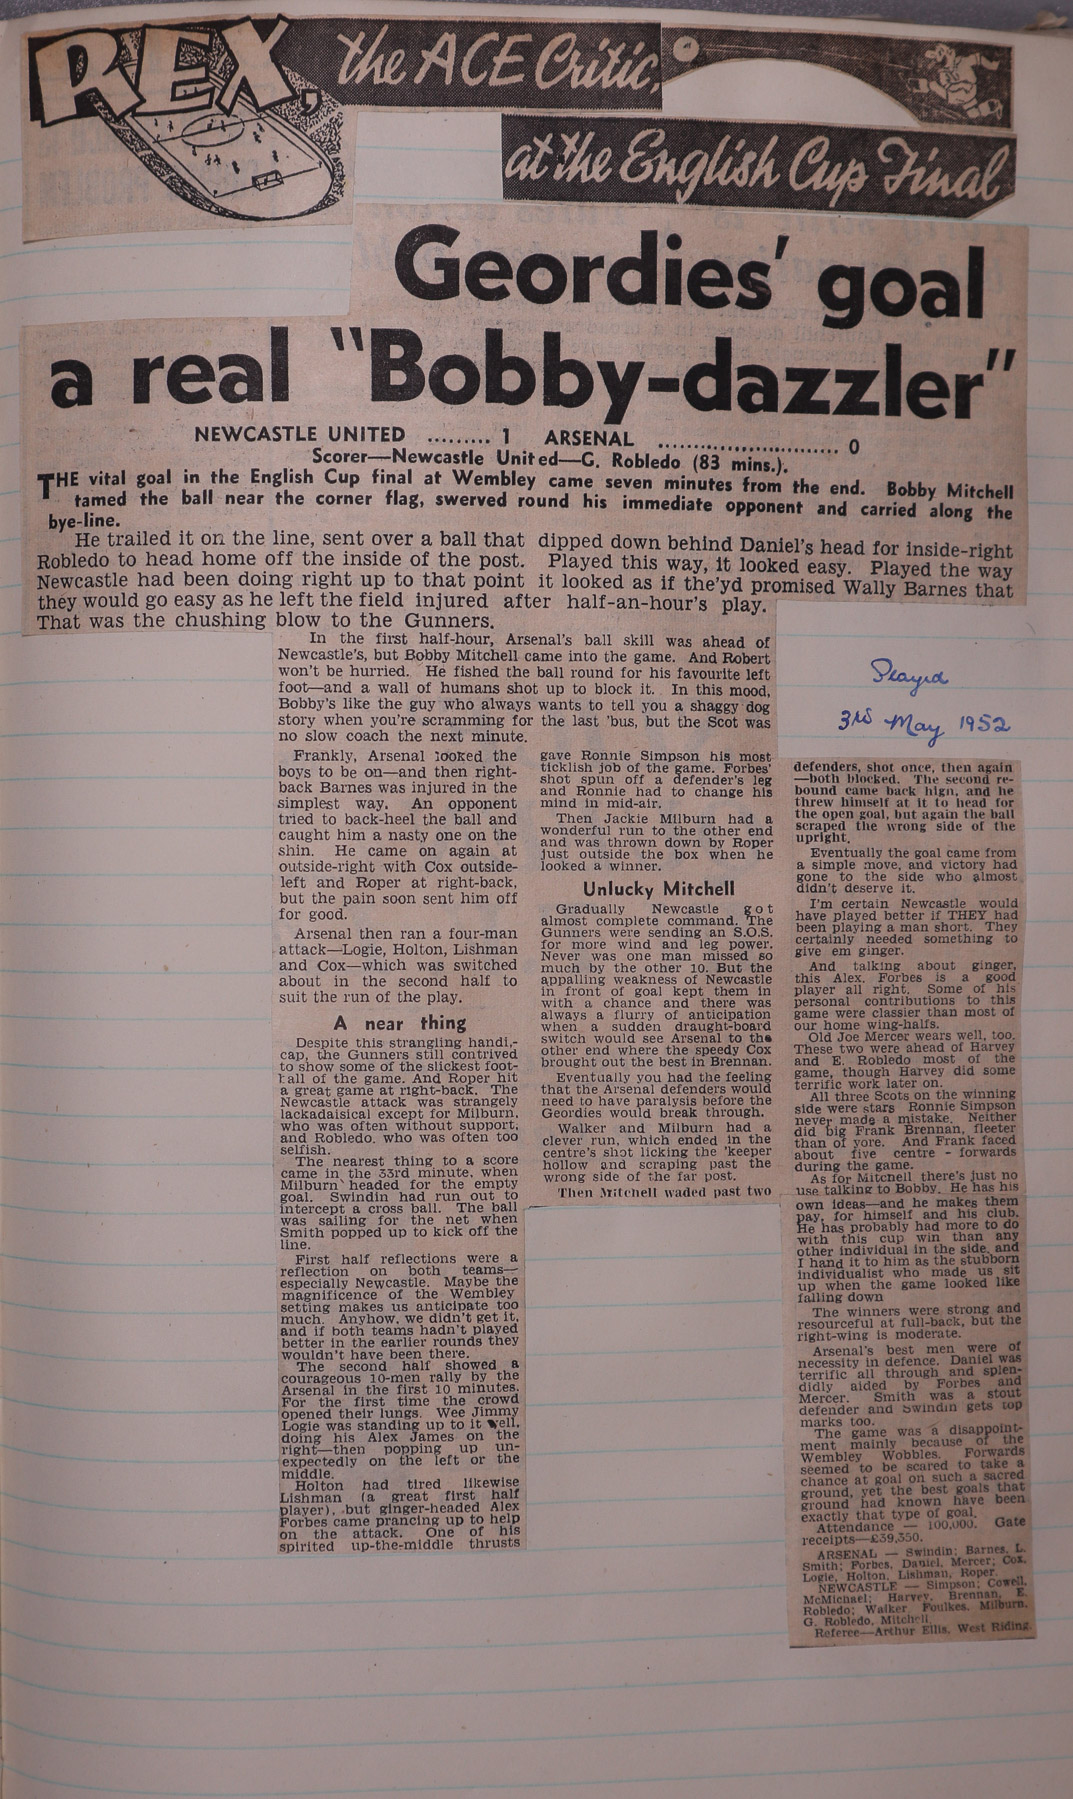 REX,
the ACE Critic,
at the English Cup Final
Geordies' goal
a real "Bobby-dazzler"
NEWCASTLE UNITED ......... 1 ARSENAL ............................ 0
Scorer—Newcastle United—G. Robledo (83 mins.).
THE vital goal in the English Cup final at Wembley came seven minutes from the end. Bobby Mitchell
tamed the ball near the corner flag, swerved round his immediate opponent and carried along the
bye-line.
He trailed it on the line, sent over a ball that dipped down behind Daniel's head for inside-right
Robledo to head home off the inside of the post. Played this way, it looked easy. Played the way
Newcastle had been doing right up to that point it looked as if the'yd promised Wally Barnes that
they would go easy as he left the field injured after half-an-hour's play.
That was the chushing blow to the Gunners.
In the first half-hour, Arsenal's ball skill was ahead of
Newcastle's, but Bobby Mitchell came into the game. And Robert
won't be hurried. He fished the ball round for his favourite left
foot—and a wall of humans shot up to block it. In this mood,
Bobby's like the guy who always wants to tell you a shaggy dog
story when you're scramming for the last 'bus, but the Scot was
no slow coach the next minute.
Frankly, Arsenal looked the
boys to be on—and then right-
back Barnes was injured in the
simplest way. An opponent
tried to back-heel the ball and
caught him a nasty one on the
shin. He came on again at
outside-right with Cox outside-
left and Roper at right-back,
but the pain soon sent him off
for good.
Arsenal then ran a four-man
attack—Logie, Holton, Lishman
and Cox—which was switched
about in the second half to
suit the run of the play.
A near thing
Despite this strangling handi,-
cap, the Gunners still contrived
to show some of the slickest foot-
ball of the game. And Roper hit
a great game at right-back. The
Newcastle attack was strangely
lackadaisical except for Milburn,
who was often without support,
and Robledo, who was often too
selfish.
The nearest thing to a score
came in the 33rd minute, when
Milburn headed for the empty
goal. Swindin had run out to
intercept a cross ball. The ball
was sailing for the net when
Smith popped up to kick off the
line.
First half reflections were a
reflection on both teams—
especially Newcastle. Maybe the
magnificence of the Wembley
setting makes us anticipate too
much. Anyhow, we didn't get it,
and if both teams hadn't played
better in the earlier rounds they
wouldn't have been there.
The second half showed a
courageous 10-men rally by the
Arsenal in the first 10 minutes.
For the first time the crowd
opened their lungs. Wee Jimmy
Logie was standing up to it well,
doing his Alex James on the
right—then popping up un-
expectedly on the left or the
middle.
Holton had tired likewise
Lishman (a great first half
player), but ginger-headed Alex
Forbes came prancing up to help
on the attack. One of his
spirited up-the-middle thrusts
gave Ronnie Simpson his most
ticklish job of the game. Forbes'
shot spun off a defender's leg
and Ronnie had to change his
mind in mid-air.
Then Jackie Milburn had a
wonderful run to the other end
and was thrown down by Roper
just outside the box when he
looked a winner.
Unlucky Mitchell
Gradually Newcastle got
almost complete command. The
Gunners were sending an S.O.S.
for more wind and leg power.
Never was one man missed so
much by the other 10. But the
appalling weakness of Newcastle
in front of goal kept them in
with a chance and there was
always a flurry of anticipation
when a sudden draught-board
switch would see Arsenal to the
other end where the speedy Cox
brought out the best in Brennan.
Eventually you had the feeling
that the Arsenal defenders would
need to have paralysis before the
Geordies would break through.
Walker and Milburn had a
clever run, which ended in the
centre's shot licking the 'keeper
hollow and scraping past the
wrong side of the far post.
Then Mitchell waded past two
Played
3rd May 1952
defenders, shot once, then again
—both blocked. The second re-
bound came back high, and he
threw himself at it to head for
the open goal, but again the ball
scraped the wrong side of the
upright.
Eventually the goal came from
a simple move, and victory had
gone to the side who almost
didn't deserve it.
I'm certain Newcastle would
have played better if THEY had
been playing a man short. They
certainly needed something to
give em ginger.
And talking about ginger,
this Alex. Forbes is a good
player all right. Some of his
personal contributions to this
game were classier than most of
our home wing-halfs.
Old Joe Mercer wears well, too.
These two were ahead of Harvey
and E. Robledo most of the
game, though Harvey did some
terrific work later on.
All three Scots on the winning
side were stars Ronnie Simpson
never made a mistake. Neither
did big Frank Brennan, fleeter
than of yore. And Frank faced
about five centre-forwards
during the game.
As for Mitchell there's just no
use talking to Bobby. He has his
own ideas—and he makes them
pay, for himself and his club.
He has probably had more to do
with this cup win than any
other individual in the side, and
I hand it to him as the stubborn
individualist who made us sit
up when the game looked like
falling down
The winners were strong and
resourceful at full-back, but the
right-wing is moderate.
Arsenal's best men were of
necessity in defence. Daniel was
terrific all through and splen-
didly aided by Forbes and
Mercer. Smith was a stout
defender and Swindin gets top
marks too.
The game was a disappoint-
ment mainly because of the
Wembley Wobbles. Forwards
seemed to be scared to take a
chance at goal on such a sacred
ground, yet the best goals that
ground had known have been
exactly that type of goal.
Attendance — 100,000. Gate
receipts—£39,350.
ARSENAL — Swindin; Barnes, L.
Smith; Forbes, Daniel, Mercer; Cox,
Logie, Holton, Lishman, Roper.
NEWCASTLE — Simpson; Cowell,
McMichael; Harvey, Brennan, E.
Robledo; Walker, Foulkes, Milburn,
G. Robledo, Mitchell.
Referee—Arthur Ellis, West Riding.